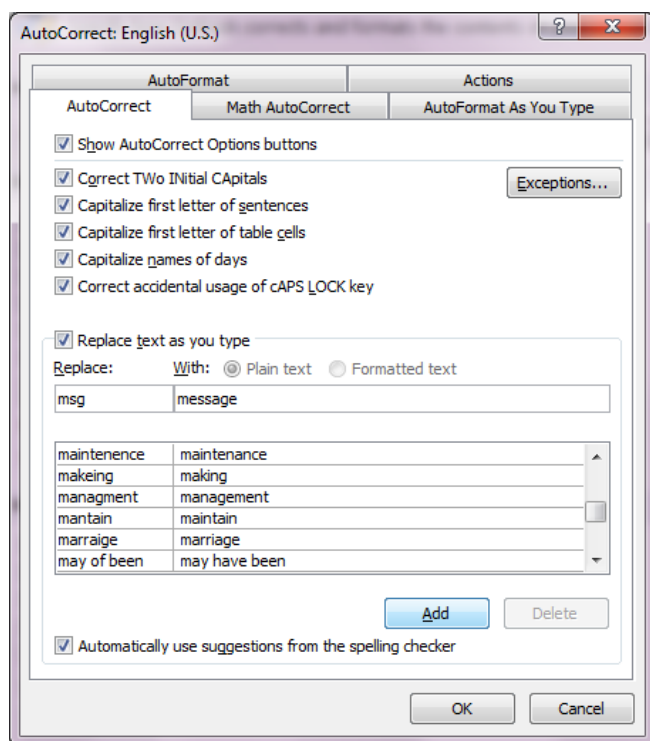 AutoCorrect: English (U.S.)
AutoFormat Actions
AutoCorrect Math AutoCorrect AutoFormat As You Type
Show AutoCorrect Options buttons
Correct TWo INitial CApitals Exceptions...
Capitalize first letter of sentences
Capitalize first letter of table cells
Capitalize names of days
Correct accidental usage of cAPS LOCK key
Replace text as you type
Replace: With: Plain text Formatted text
msg message
maintenence maintenance
makeing making
managment management
mantain maintain
marraige marriage
may of been may have been
Add Delete
Automatically use suggestions from the spelling checker
OK Cancel